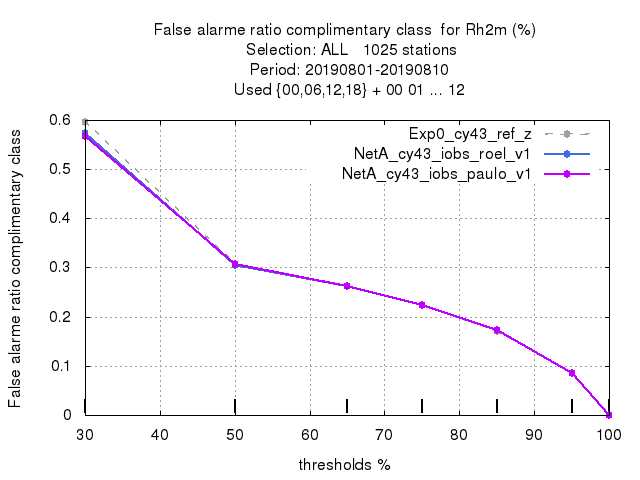 False alarme ratio complimentary class  for Rh2m (%)
Selection: ALL   1025 stations
Period: 20190801-20190810
Used {00,06,12,18} + 00 01 ... 12
Exp0_cy43_ref_z
NetA_cy43_iobs_roel_v1
NetA_cy43_iobs_paulo_v1
False alarme ratio complimentary class
0.6
0.5
0.4
0.3
0.2
0.1
0
30 40 50 60 70 80 90 100
thresholds %